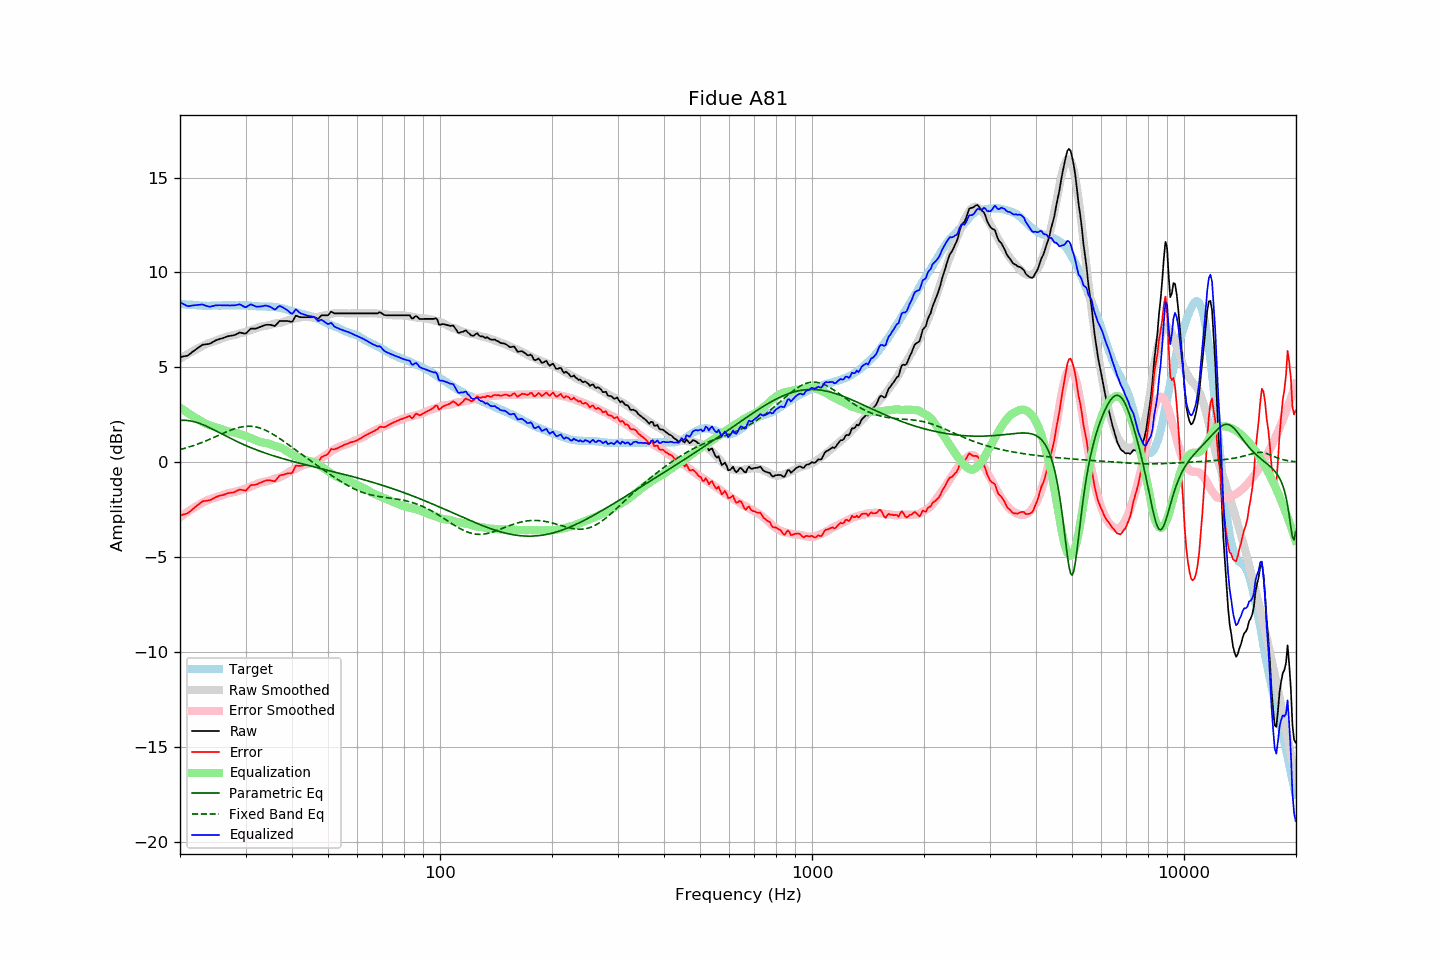 Fidue A81
Amplitude (dBr)
15
10
5
0
−5
−10
−15
−20
Target
Raw Smoothed
Error Smoothed
Raw
Error
Equalization
Parametric Eq
Fixed Band Eq
Equalized
100
1000
10000
Frequency (Hz)